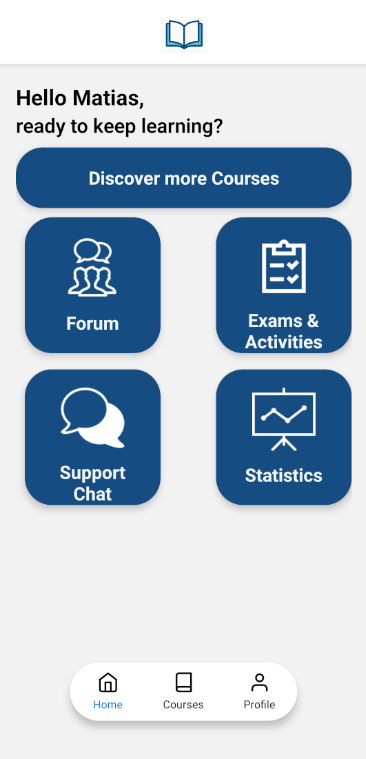 Hello Matias,
ready to keep learning?
Discover more Courses
Forum
Exams &
Activities
Support
Chat
Statistics
Home
Courses
Profile